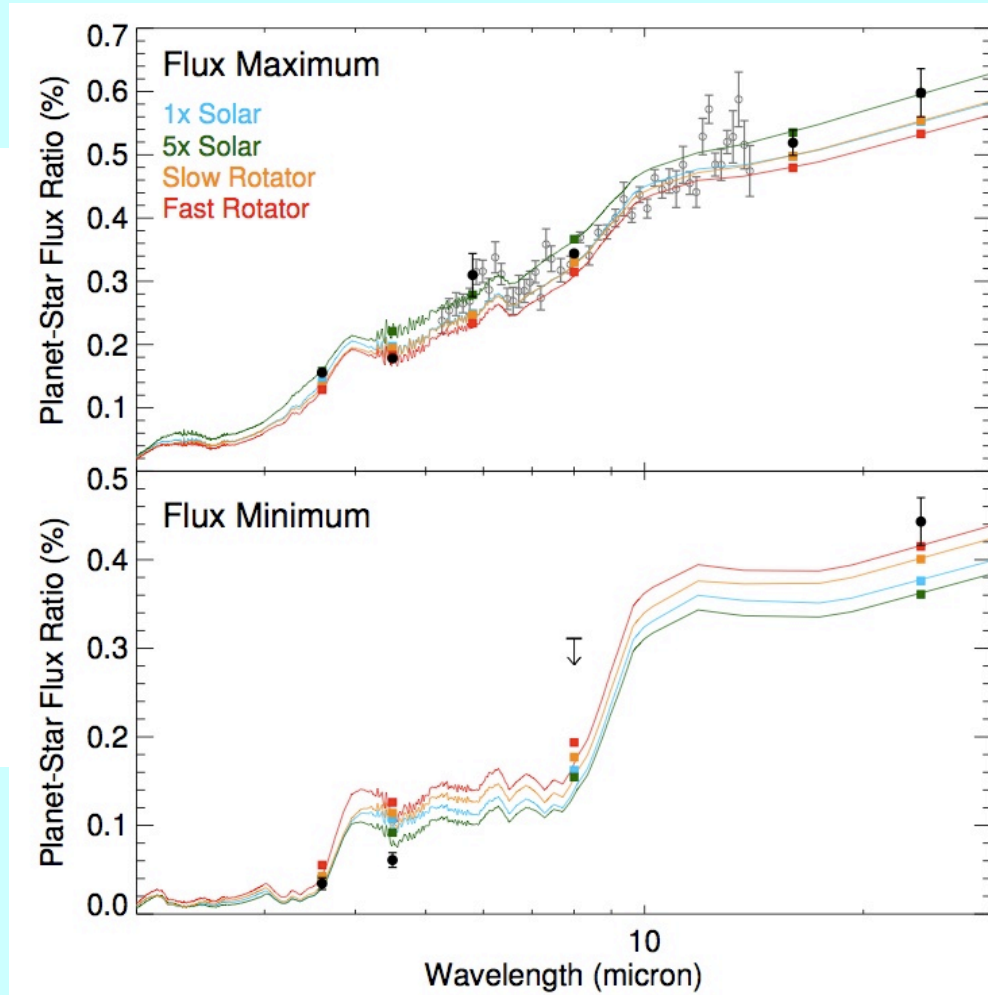 Flux Maximum
1x Solar
5x Solar
Slow Rotator
Fast Rotator
Planet-Star Flux Ratio (%)
0.7
0.6
0.5
0.4
0.3
0.2
0.1
Flux Minimum
Planet-Star Flux Ratio (%)
0.5
0.4
0.3
0.2
0.1
0.0
10
Wavelength (micron)